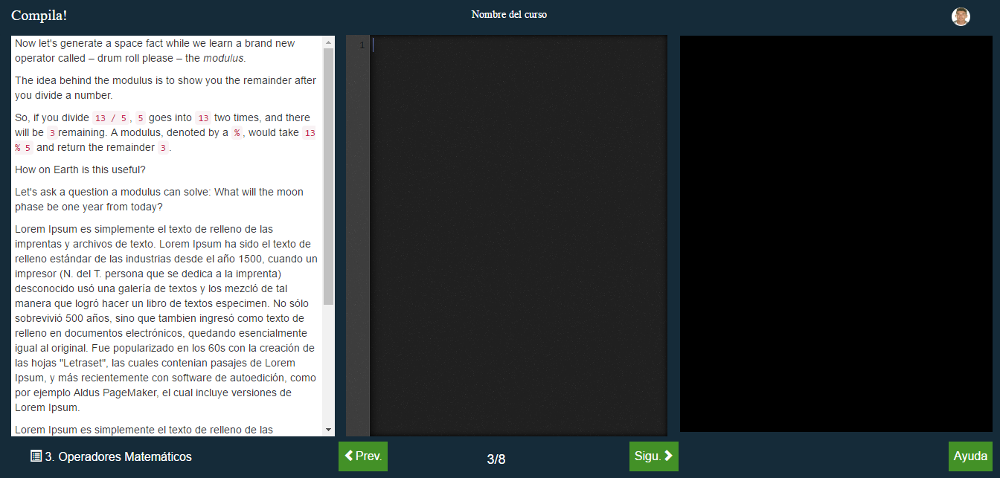 Compila!
Nombre del curso
Now let's generate a space fact while we learn a brand new
operator called – drum roll please – the modulus.
The idea behind the modulus is to show you the remainder after
you divide a number.
So, if you divide 13 / 5, 5 goes into 13 two times, and there
will be 3 remaining. A modulus, denoted by a %, would take 13
% 5 and return the remainder 3.
How on Earth is this useful?
Let's ask a question a modulus can solve: What will the moon
phase be one year from today?
Lorem Ipsum es simplemente el texto de relleno de las
imprentas y archivos de texto. Lorem Ipsum ha sido el texto de
relleno estándar de las industrias desde el año 1500, cuando un
impresor (N. del T. persona que se dedica a la imprenta)
desconocido usó una galería de textos y los mezcló de tal
manera que logró hacer un libro de textos especimen. No sólo
sobrevivió 500 años, sino que tambien ingresó como texto de
relleno en documentos electrónicos, quedando esencialmente
igual al original. Fue popularizado en los 60s con la creación de
las hojas "Letraset", las cuales contenian pasajes de Lorem
Ipsum, y más recientemente con software de autoedición, como
por ejemplo Aldus PageMaker, el cual incluye versiones de
Lorem Ipsum.
Lorem Ipsum es simplemente el texto de relleno de las
1
3. Operadores Matemáticos
Prev.
3/8
Sigu.
Ayuda